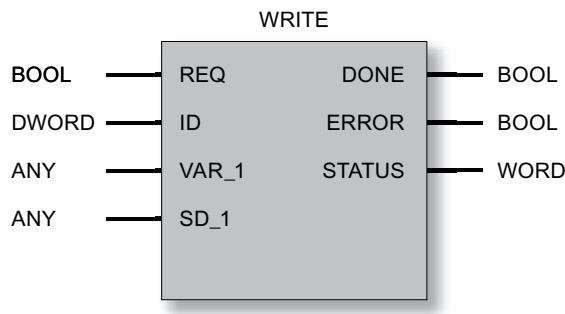 WRITE
BOOL REQ DONE BOOL
DWORD ID ERROR BOOL
ANY VAR_1 STATUS WORD
ANY SD_1